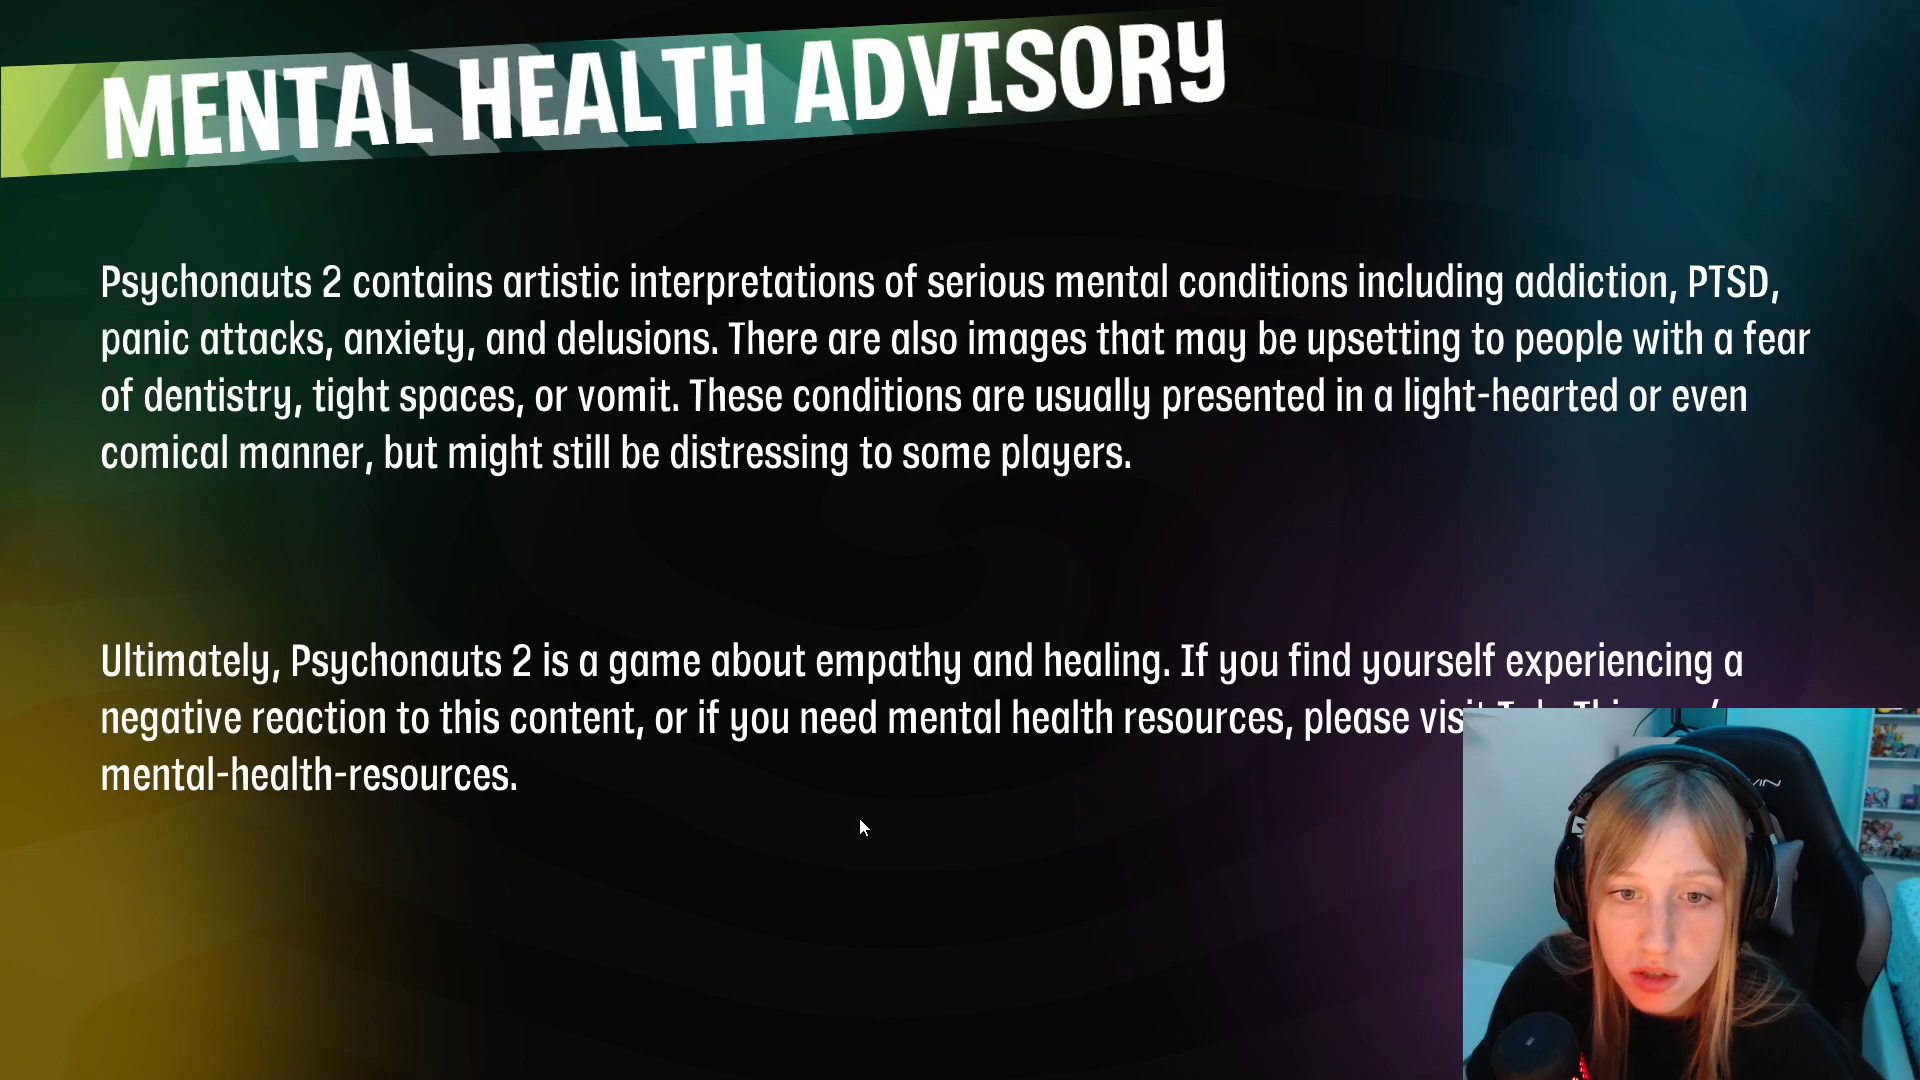 MENTAL HEALTH ADVISORY
Psychonauts 2 contains artistic interpretations of serious mental conditions including addiction, PTSD,
panic attacks, anxiety, and delusions. There are also images that may be upsetting to people with a fear
of dentistry, tight spaces, or vomit. These conditions are usually presented in a light-hearted or even
comical manner, but might still be distressing to some players.
Ultimately, Psychonauts 2 is a game about empathy and healing. If you find yourself experiencing a
negative reaction to this content, or if you need mental health resources, please visit
mental-health-resources.